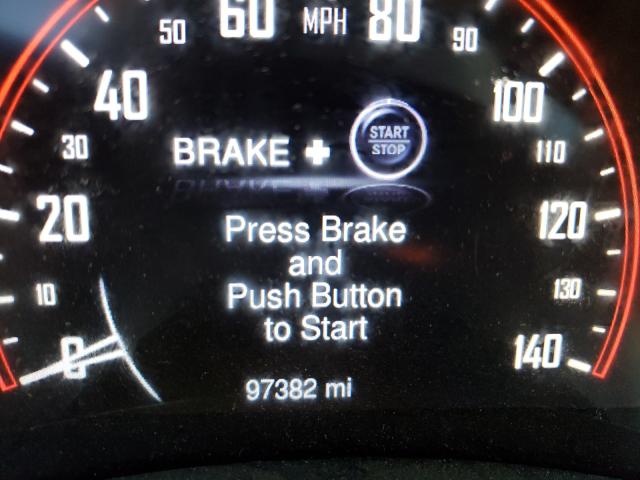 50 60 MPH 80 90
40 100
30 BRAKE + START 110
STOP
20 Press Brake 120
and
10 Push Button 130
to Start
0 140
97382 mi